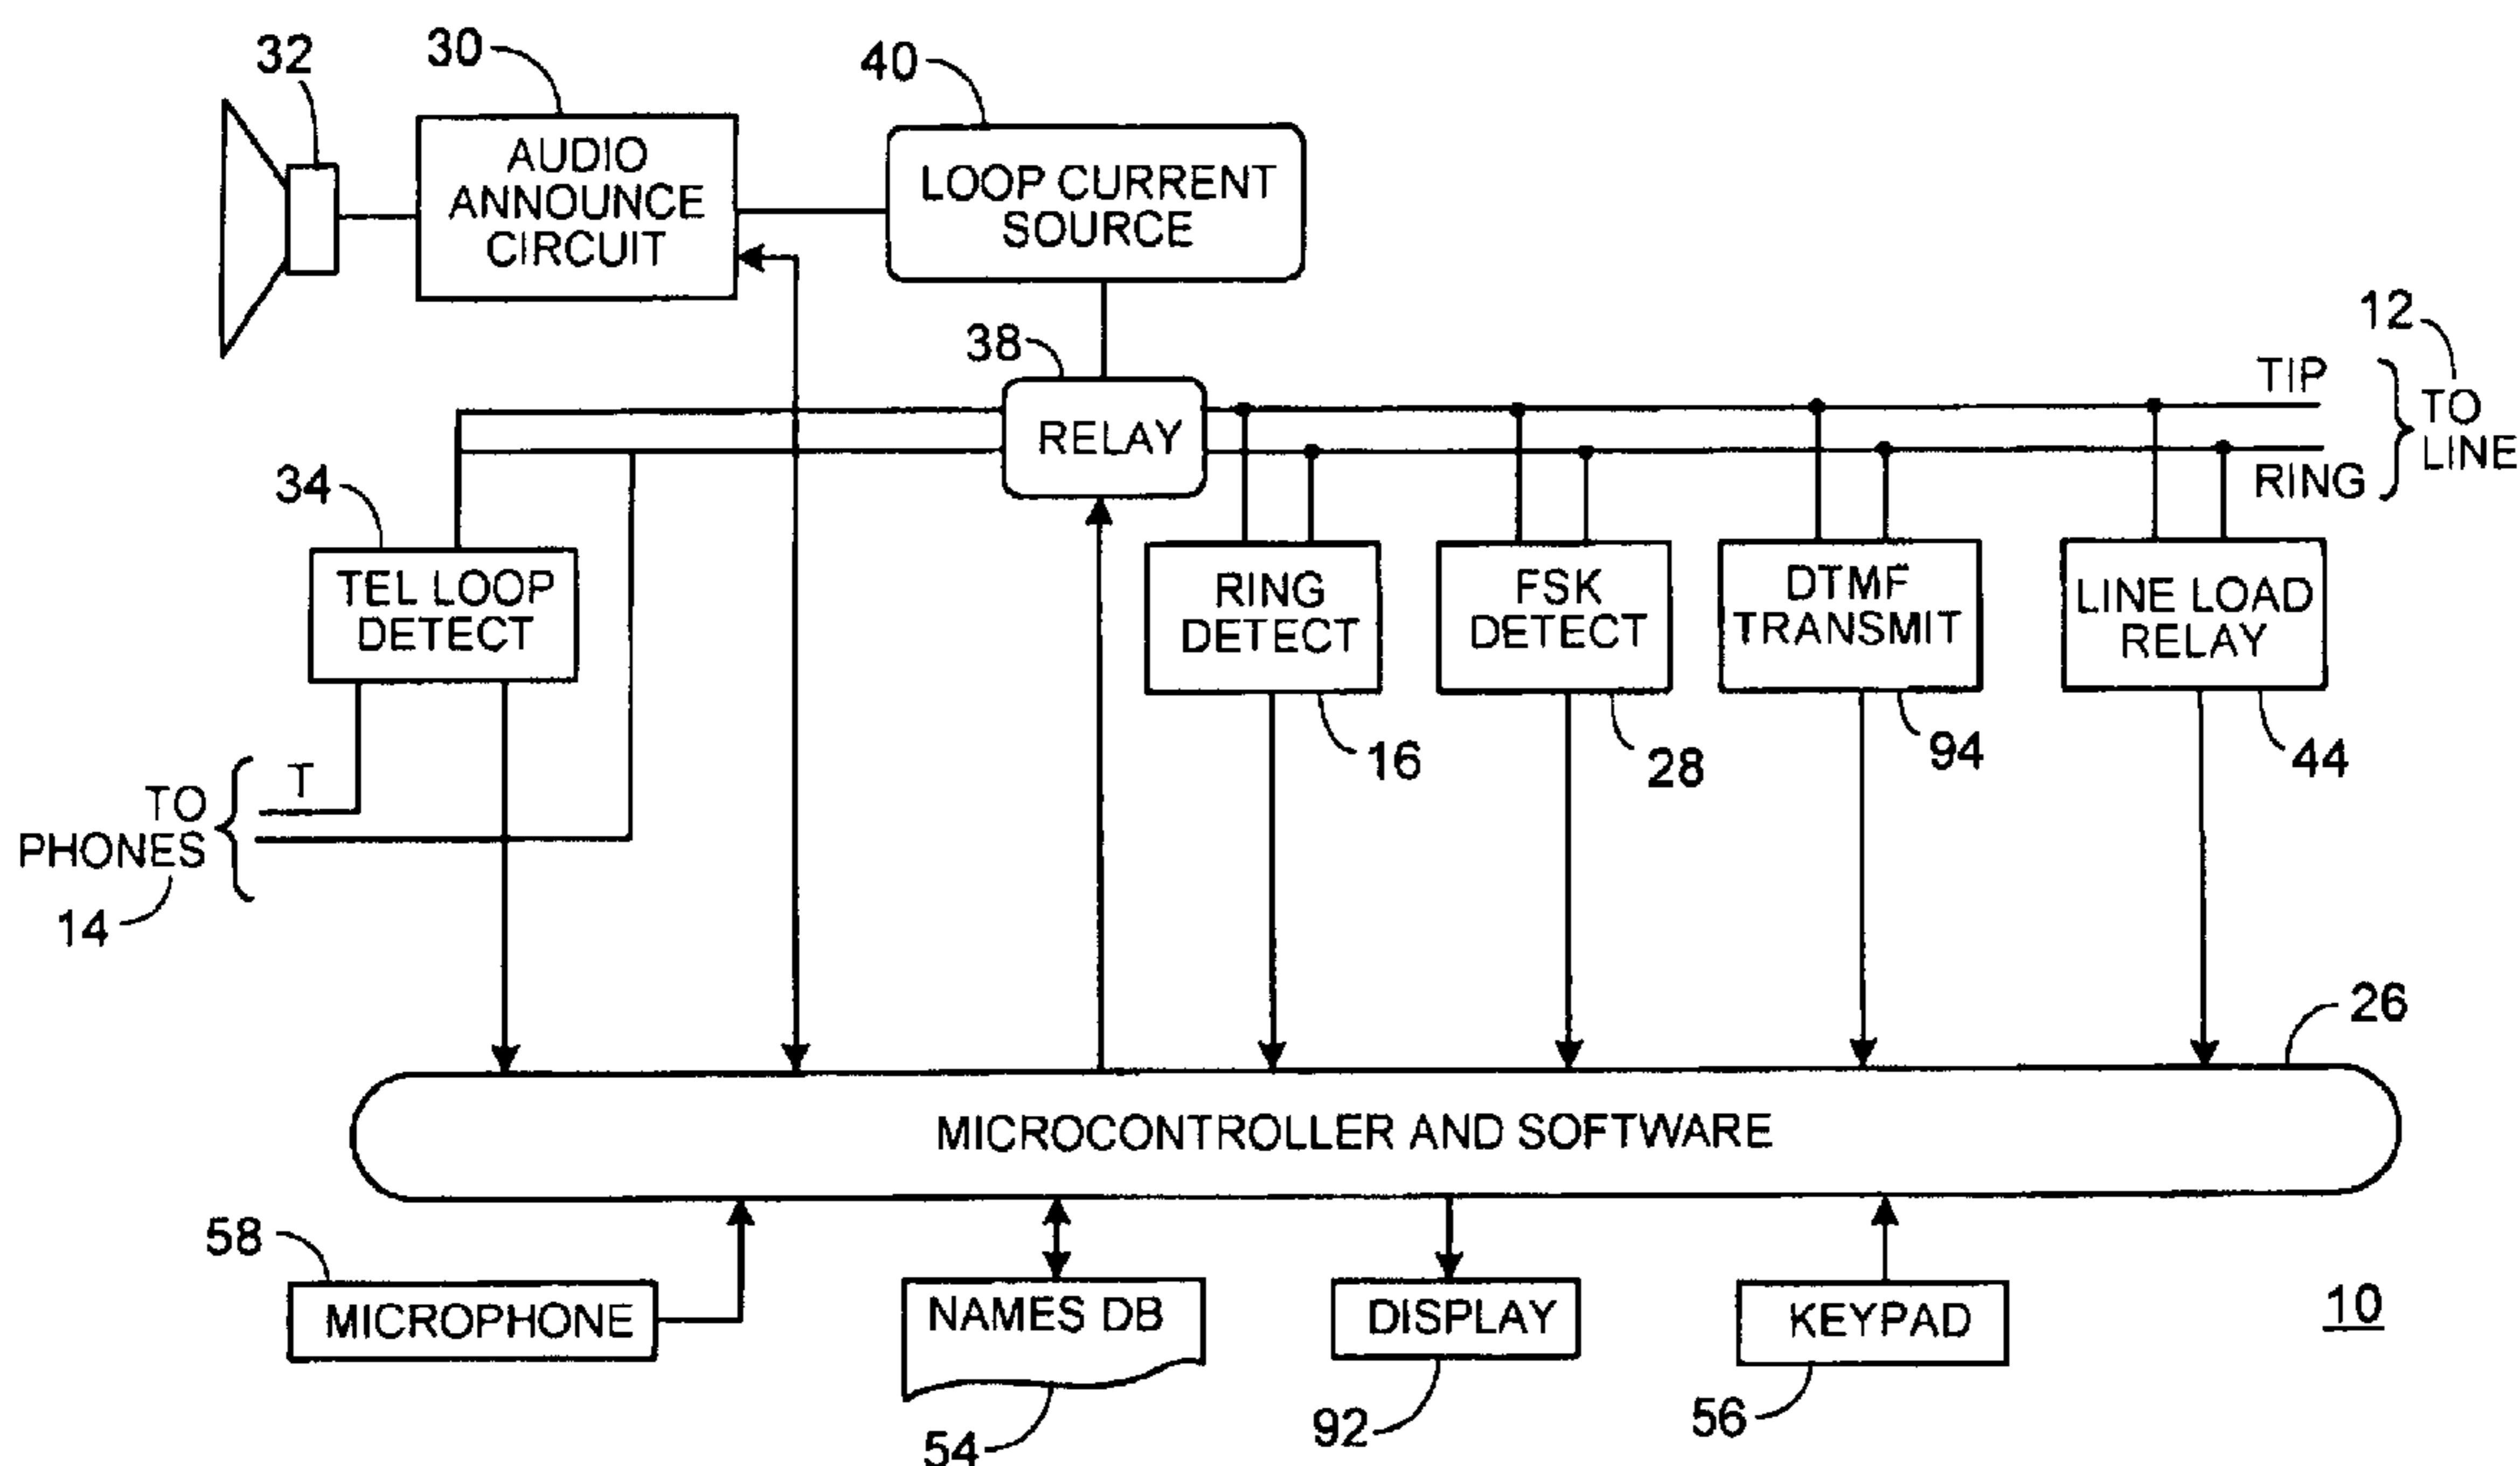 32
30
40
AUDIO
ANNOUNCE
CIRCUIT
LOOP CURRENT
SOURCE
38
12
TIP
TO
LINE
RING
RELAY
34
TEL LOOP
DETECT
RING
DETECT
FSK
DETECT
DTMF
TRANSMIT
LINE LOAD
RELAY
16
28
94
44
T
TO
PHONES
14
26
MICROCONTROLLER AND SOFTWARE
58
MICROPHONE
NAMES DB
DISPLAY
KEYPAD
10
54
92
56